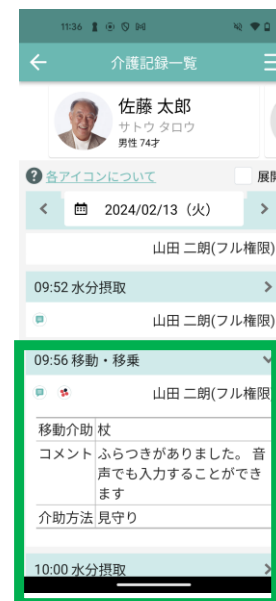 11:36
介護記録一覧
佐藤 太郎
サトウ タロウ
男性 74才
? 各アイコンについて
展開
2024/02/13（火）
山田 二朗(フル権限)
09:52 水分摂取
山田 二朗(フル権限)
09:56 移動・移乗
山田 二朗(フル権限
移動介助 杖
コメント ふらつきがありました。 音
声でも入力することができ
ます
介助方法 見守り
10:00 水分摂取